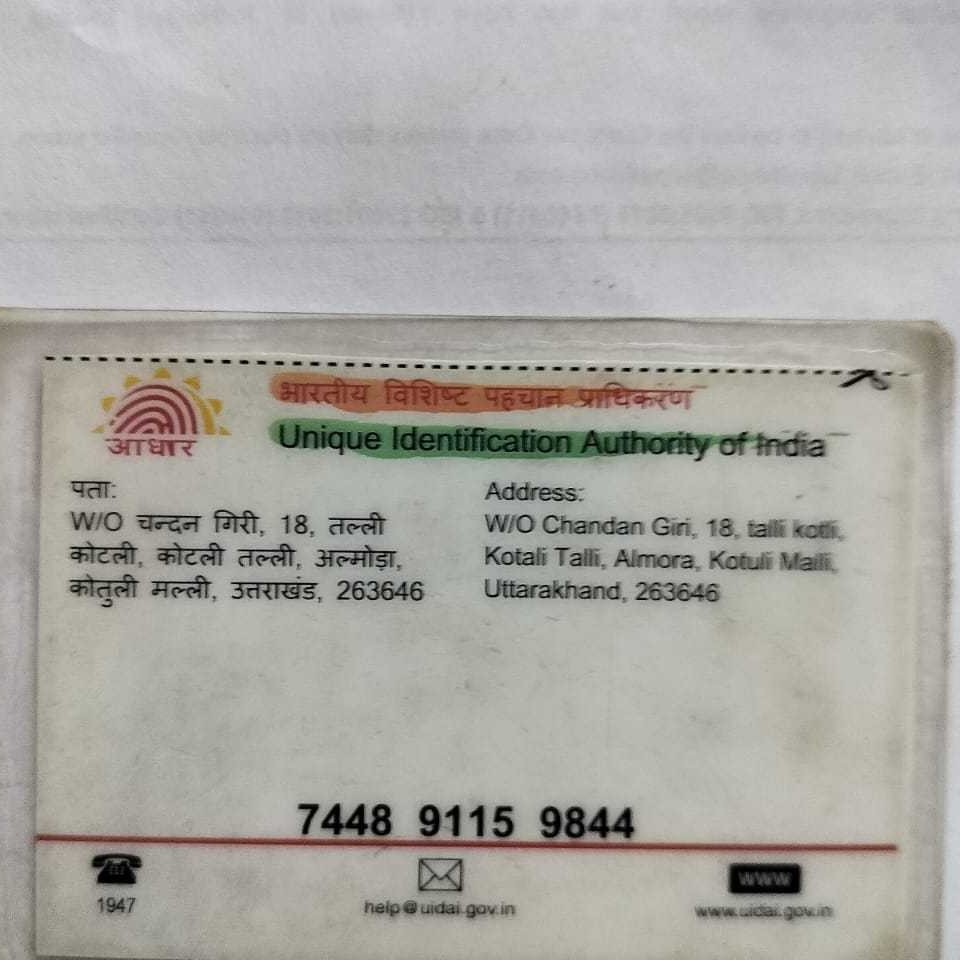 भारतीय विशिष्ट पहचान प्राधिकरण
आधार
Unique Identification Authority of India
पता:
W/O चन्दन गिरी, 18, तल्ली
कोटली, कोटली तल्ली, अल्मोड़ा,
कोतुली मल्ली, उत्तराखंड, 263646
Address:
W/O Chandan Giri, 18, talli kotli,
Kotali Talli, Almora, Kotuli Malli,
Uttarakhand, 263646
7448 9115 9844
1947
help@uidai.gov.in
www
www.uidai.gov.in